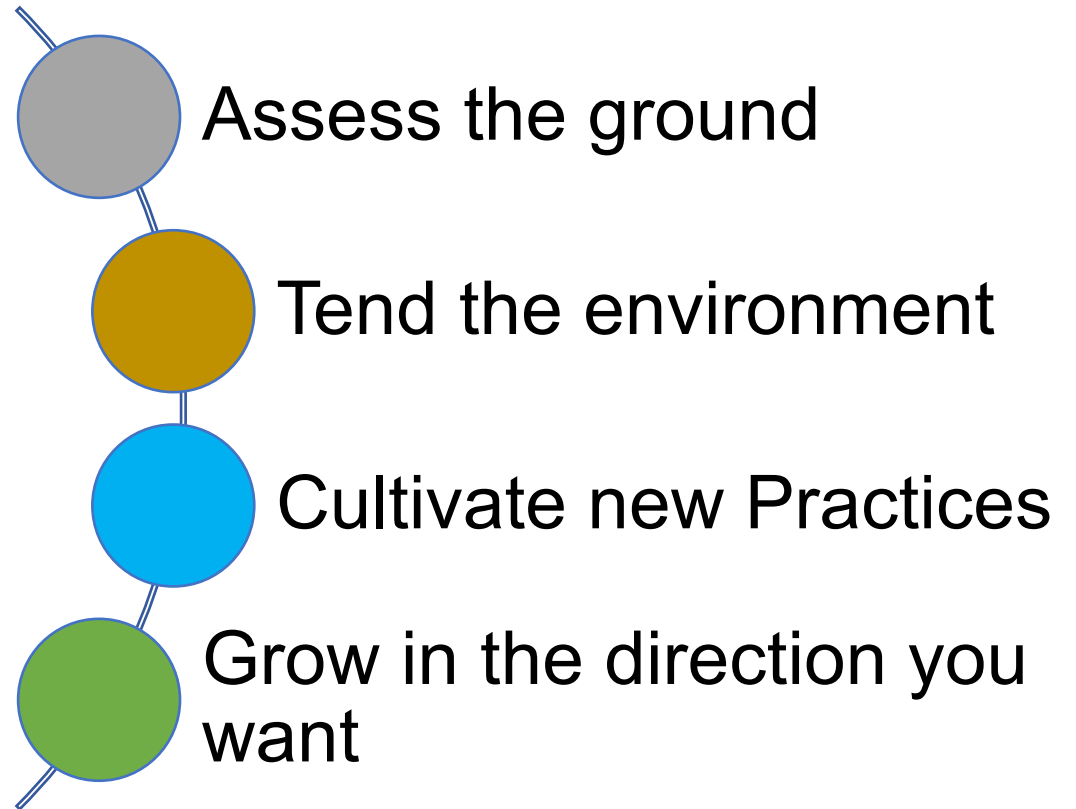 Assess the ground
Tend the environment
Cultivate new Practices
Grow in the direction you
want